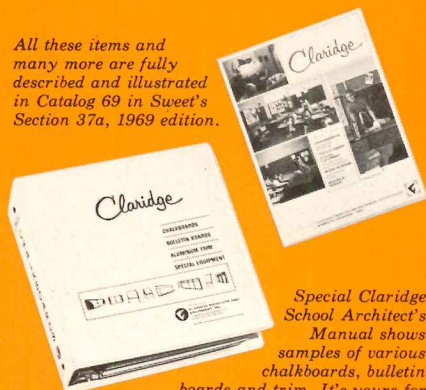 All these items and
many more are fully
described and illustrated
in Catalog 69 in Sweet's
Section 37a, 1969 edition.
Claridge
Claridge
CHALKBOARDS
BULLETIN BOARDS
ALUMINUM TRIM
SPECIAL EQUIPMENT
Special Claridge
School Architect's
Manual shows
samples of various
chalkboards, bulletin
boards and trim. It's yours for